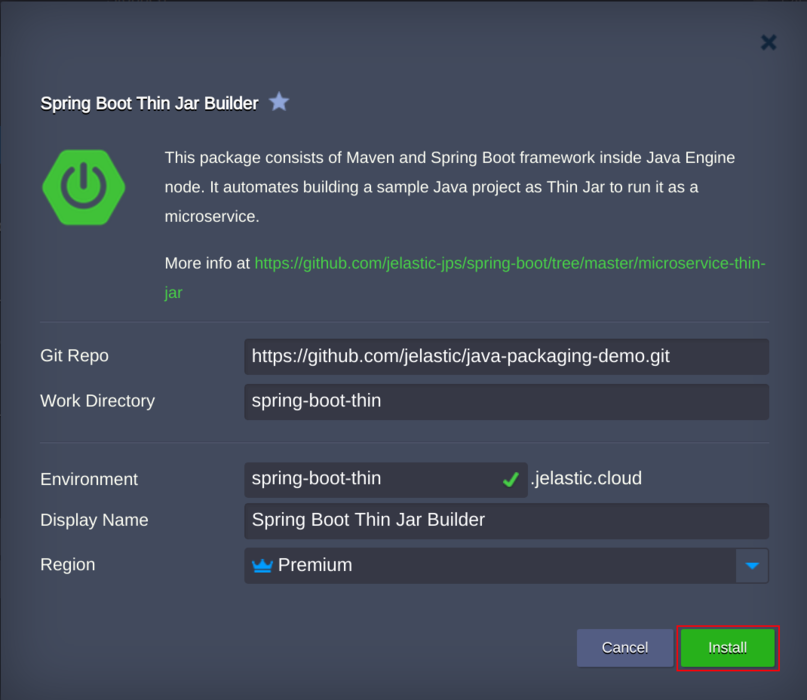 Spring Boot Thin Jar Builder
This package consists of Maven and Spring Boot framework inside Java Engine
node. It automates building a sample Java project as Thin Jar to run it as a
microservice.
More info at https://github.com/jelastic-jps/spring-boot/tree/master/microservice-thin-
jar
Git Repo https://github.com/jelastic/java-packaging-demo.git
Work Directory spring-boot-thin
Environment spring-boot-thin .jelastic.cloud
Display Name Spring Boot Thin Jar Builder
Region Premium
Cancel Install